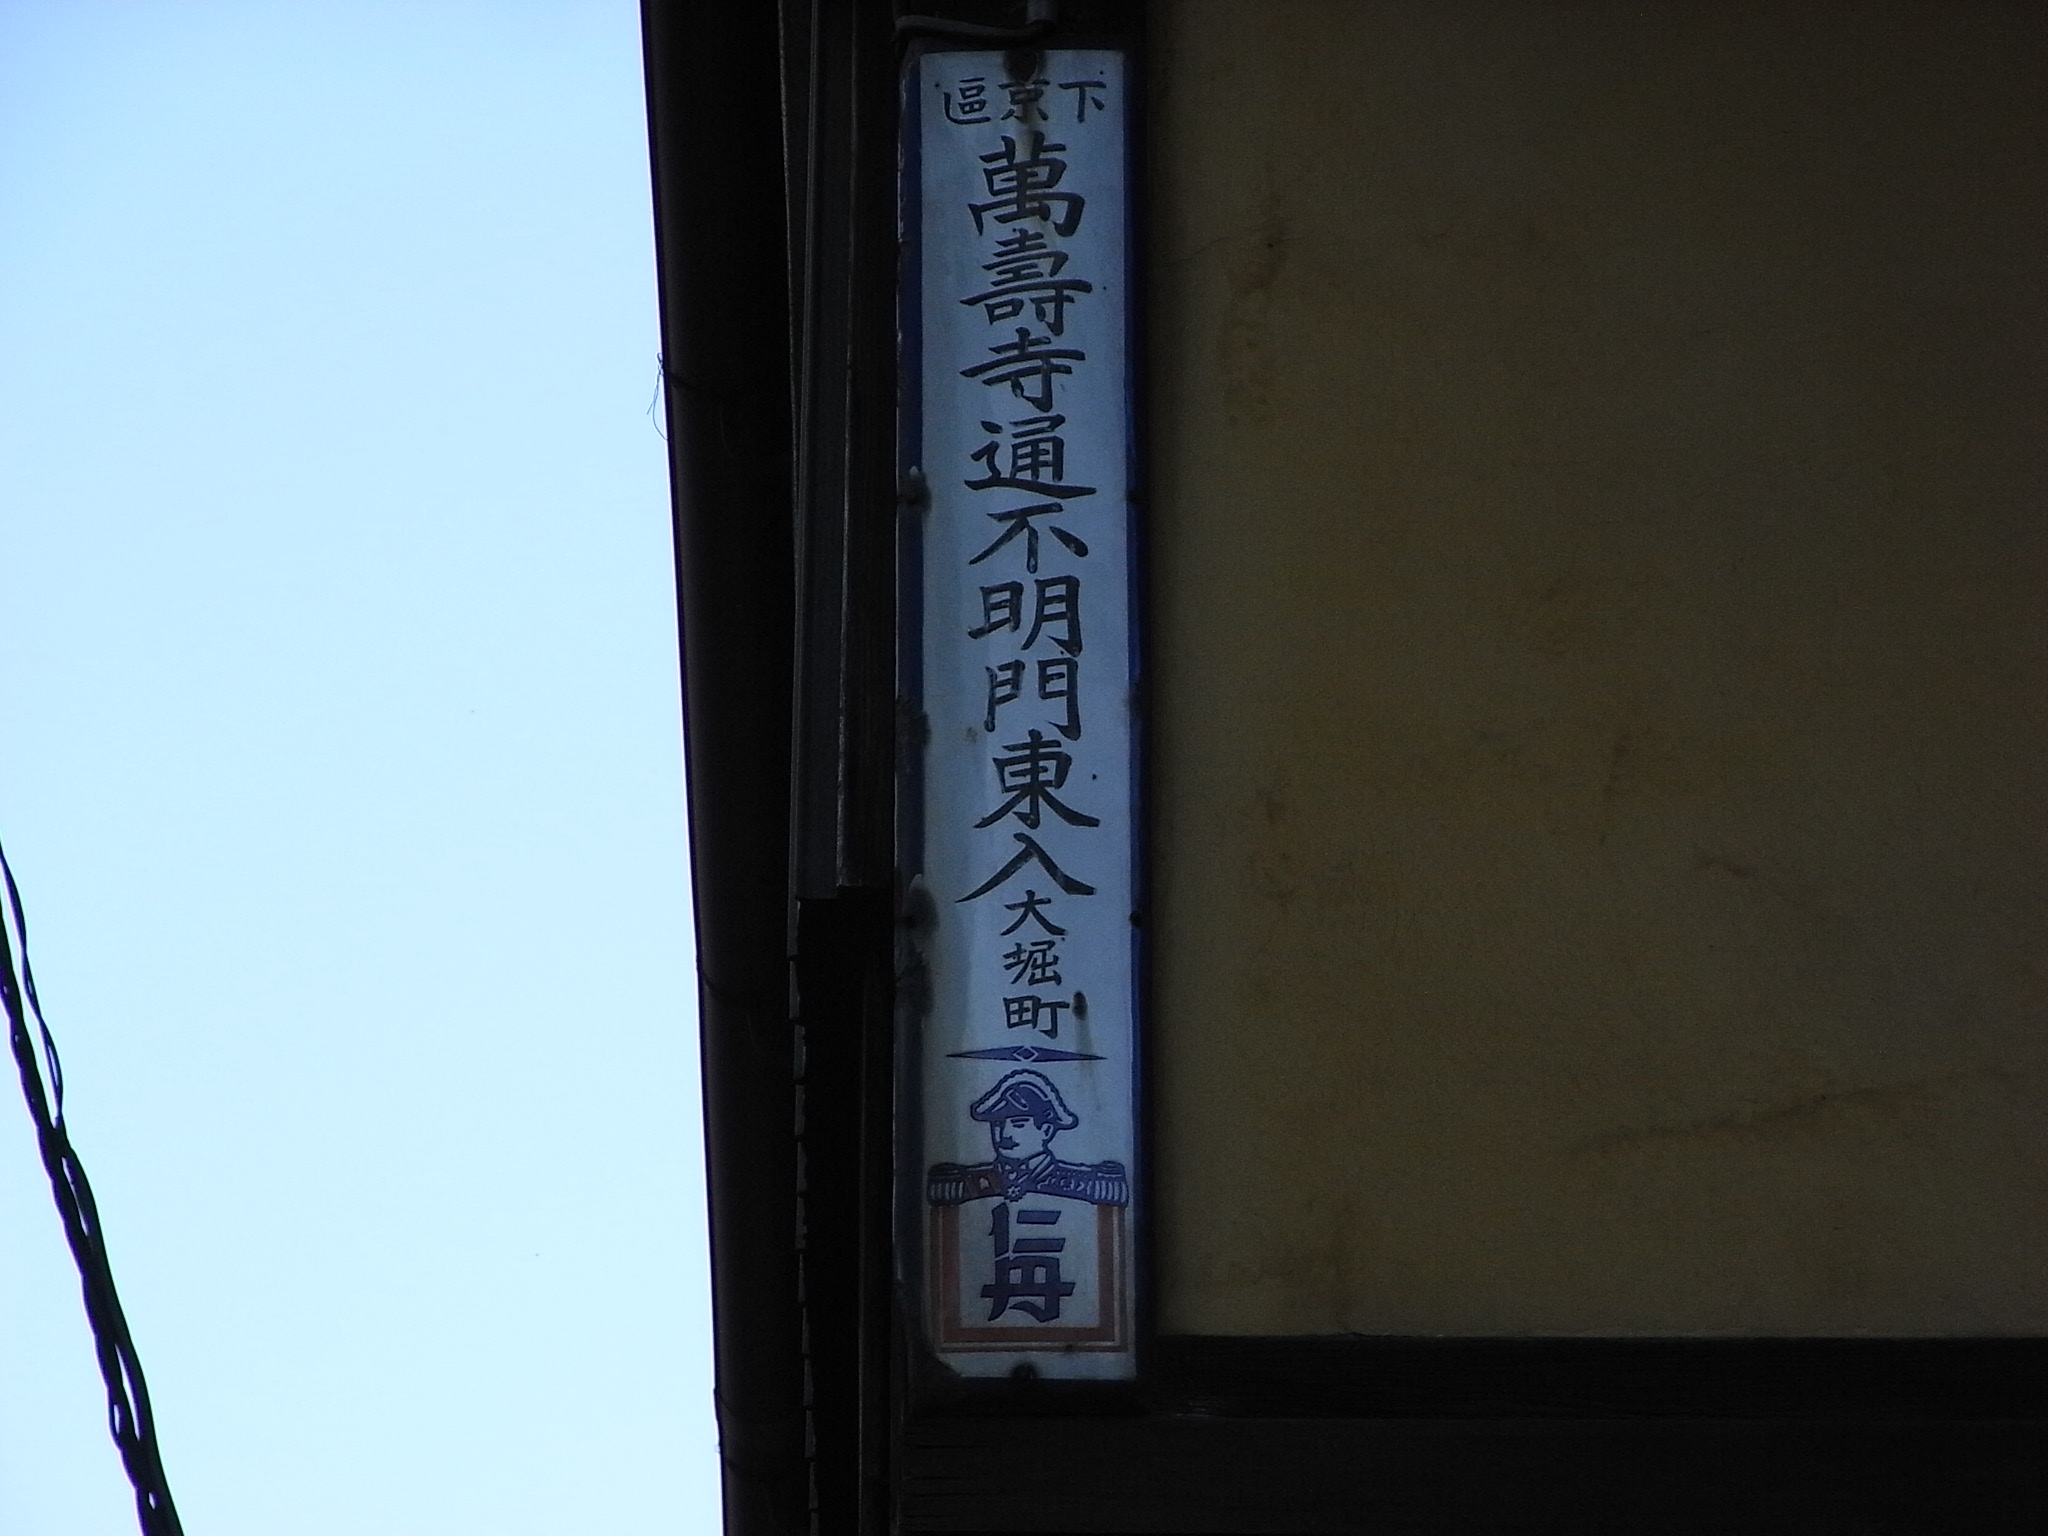 下京區
萬壽寺通不明門東入大堀町
仁丹